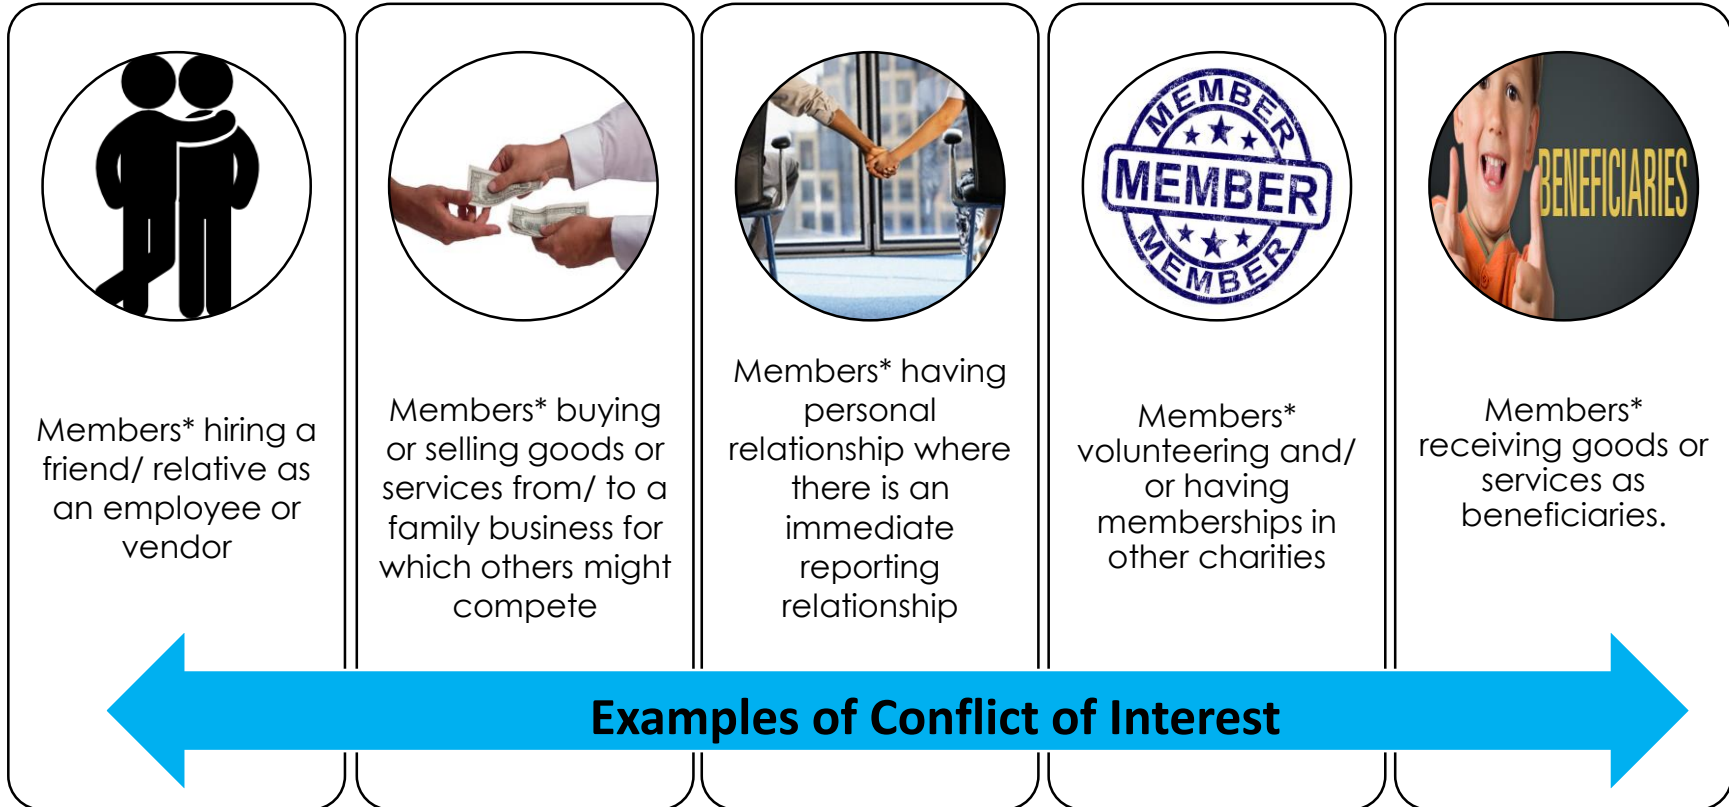 MEMBER
MEMBER
MEMBER
BENEFICIARIES
Members* hiring a
friend/ relative as
an employee or
vendor
Members* buying
or selling goods or
services from/ to a
family business for
which others might
compete
Members* having
personal
relationship where
there is an
immediate
reporting
relationship
Members*
volunteering and/
or having
memberships in
other charities
Members*
receiving goods or
services as
beneficiaries.
Examples of Conflict of Interest